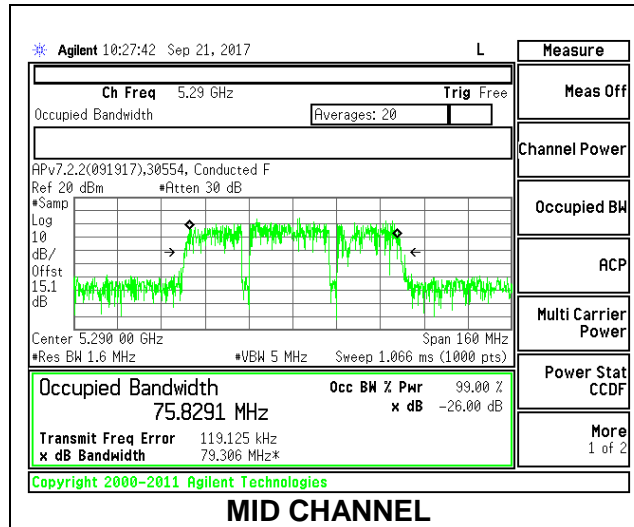 Agilent 10:27:42 Sep 21, 2017 L
Measure
Ch Freq 5.29 GHz Trig Free
Meas Off
Occupied Bandwidth Averages: 20
Channel Power
APv7.2.2(091917),30554, Conducted F
Ref 20 dBm #Atten 30 dB
#Samp
Log
10
dB/
Offst
15.1
dB
Occupied BW
ACP
Center 5.290 00 GHz Span 160 MHz
#Res BW 1.6 MHz #VBW 5 MHz Sweep 1.066 ms (1000 pts)
Multi Carrier
Power
Occupied Bandwidth Occ BW % Pwr 99.00 %
75.8291 MHz x dB -26.00 dB
Power Stat
CCDF
Transmit Freq Error 119.125 kHz
x dB Bandwidth 79.306 MHz*
More
1 of 2
Copyright 2000-2011 Agilent Technologies
MID CHANNEL